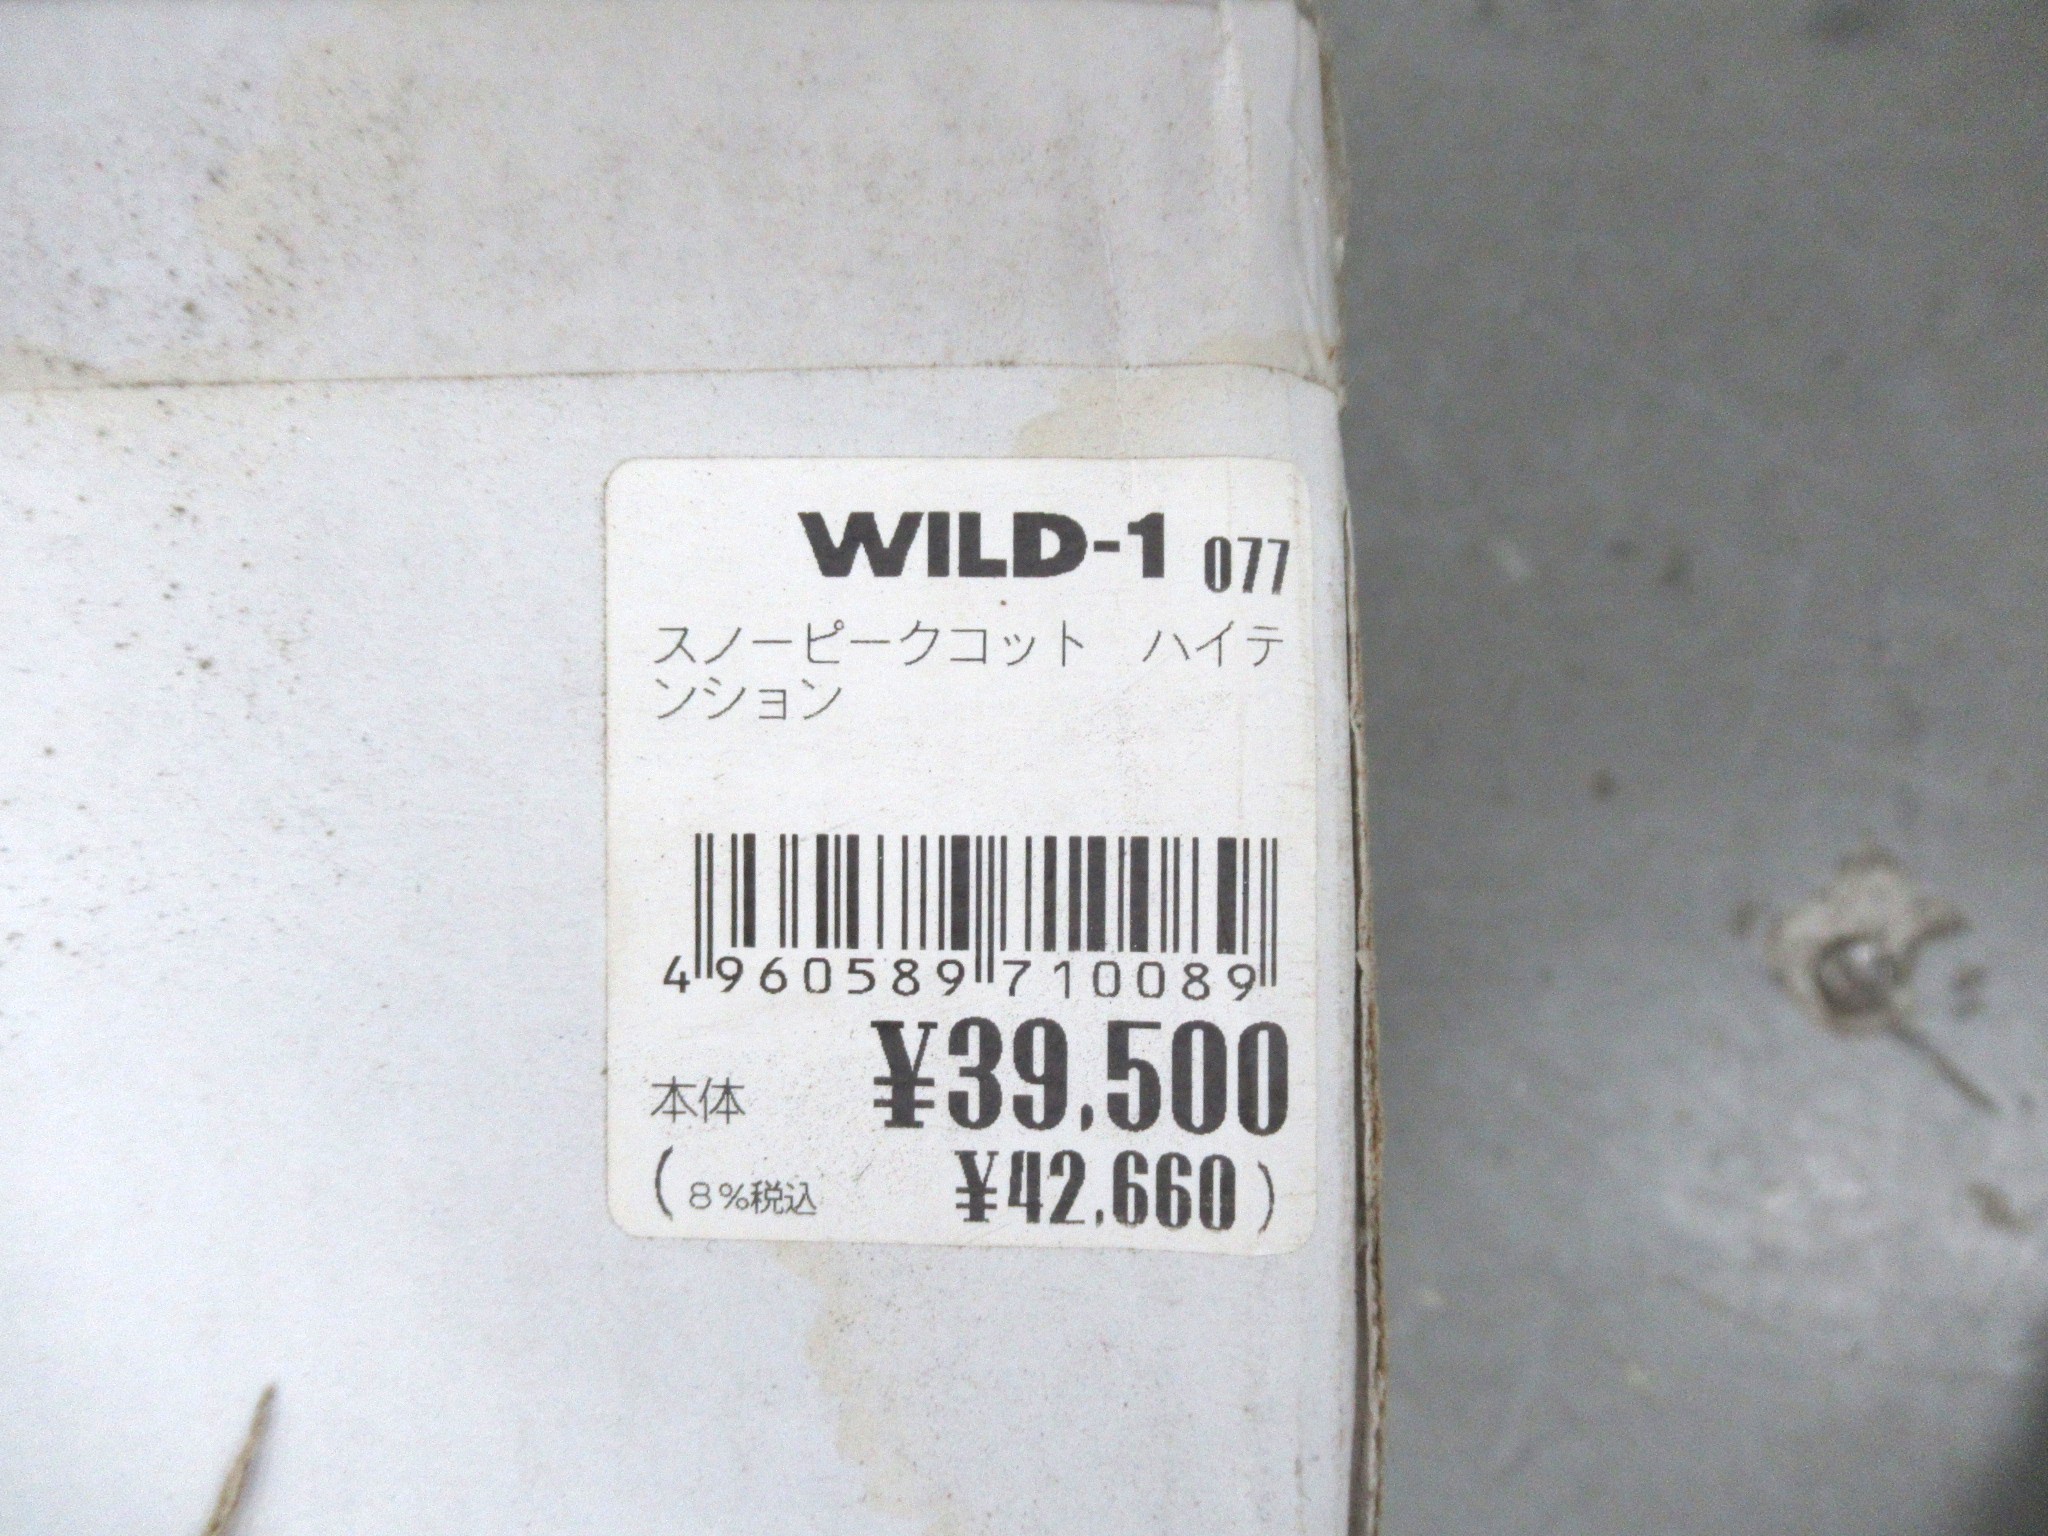 WILD-1 077
スノーピークコット　ハイテ
ンション
4960589710089
本体 ¥39,500
(8%税込 ¥42,660)